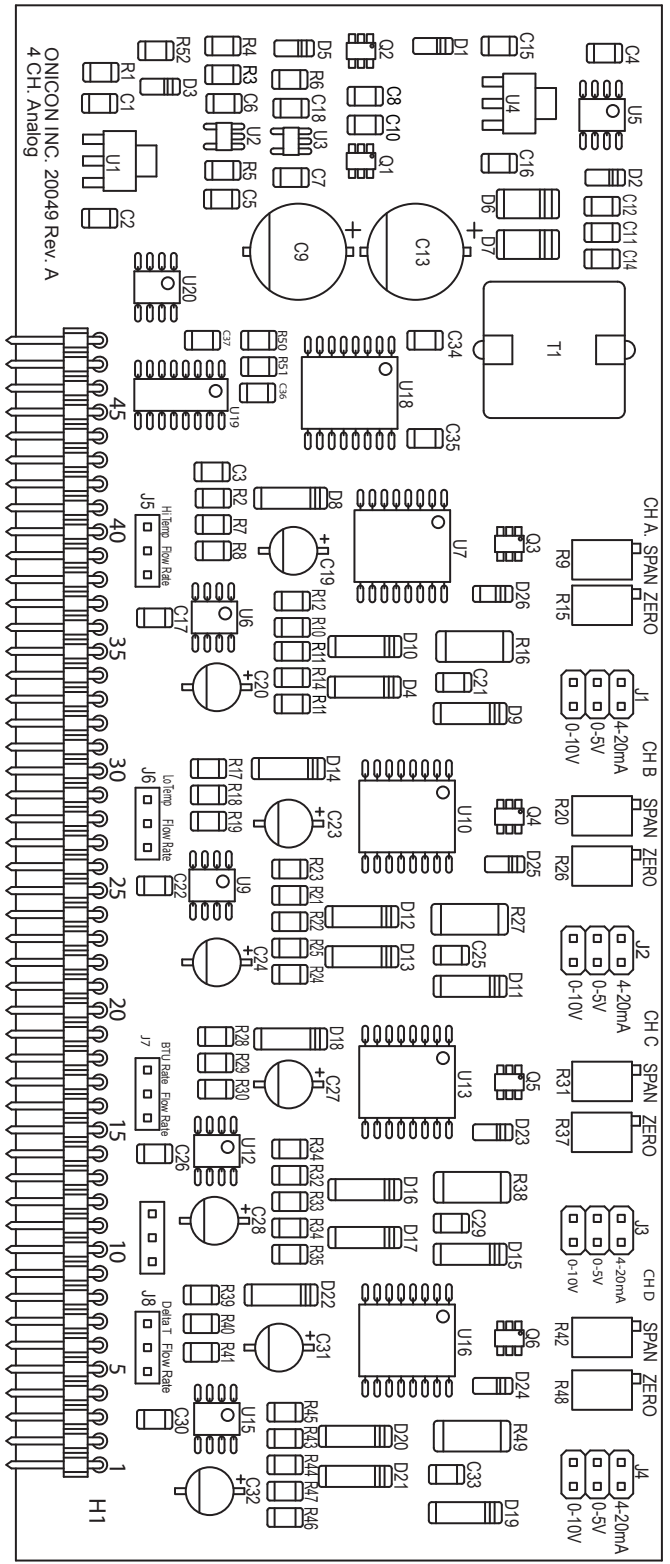 CH A. SPAN ZERO
CH B SPAN ZERO
CH C SPAN ZERO
CH D SPAN ZERO
C4
U5
D2
C12
C11
C14
J1
4-20mA
0-5V
0-10V
J2
4-20mA
0-5V
0-10V
J3
4-20mA
0-5V
0-10V
J4
4-20mA
0-5V
0-10V
R9
R15
R20
R26
R31
R37
R42
R48
T1
C15
U4
C16
D6
D7
Q3
D26
Q4
D25
Q5
D23
Q6
D24
D1
C34
C35
U7
R16
C21
D9
U10
R27
C25
D11
U13
R38
C29
D15
U16
R49
C33
D19
Q2
C8
C10
Q1
+
C13
U18
D10
D4
D12
D13
D16
D17
D20
D21
D5
R6
C18
U3
C7
+
C9
D8
+
C19
R12
R10
R11
R14
R11
D14
+
C23
R23
R21
R22
R25
R24
D18
+
C27
R34
R32
R33
R34
R35
D22
+
C31
R45
R43
R44
R47
R46
R4
R3
C6
U2
R5
C5
C37
R50
R51
C36
U19
C3
R2
R7
R8
U6
+
C20
R17
R18
R19
U9
+
C24
R28
R29
R30
U12
+
C28
R39
R40
R41
U15
+
C32
R52
D3
U20
J5
Hi Temp Flow Rate
C17
J6
Lo Temp Flow Rate
C22
J7
BTU Rate Flow Rate
C26
J8
Delta T Flow Rate
C30
R1
C1
U1
C2
45
40
35
30
25
20
15
10
5
1
H1
ONICON INC. 20049 Rev. A
4 CH. Analog